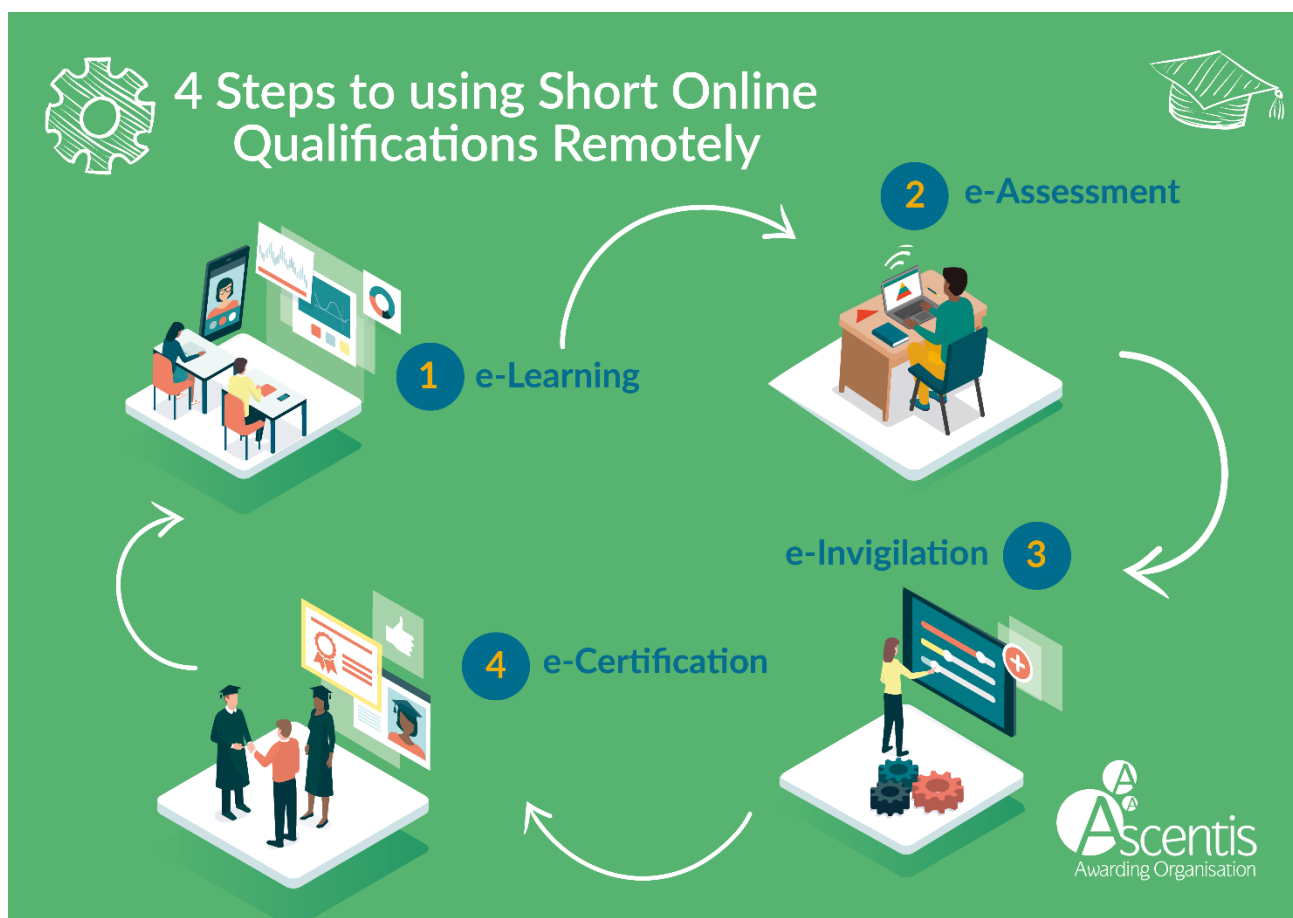 4 Steps to using Short Online
Qualifications Remotely
1 e-Learning
2 e-Assessment
e-Invigilation 3
4 e-Certification
A
A
Ascentis
Awarding Organisation